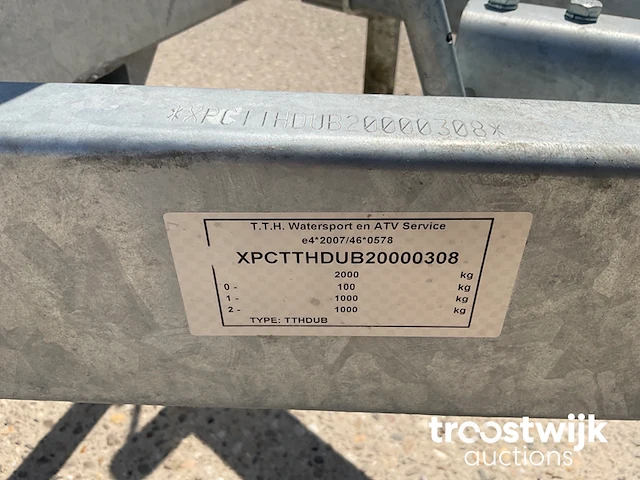 *XPCTTHDUB20000308*
T.T.H. Watersport en ATV Service
e4*2007/46*0578
XPCTTHDUB20000308
2000 kg
0 - 100 kg
1 - 1000 kg
2 - 1000 kg
TYPE: TTHDUB
troostwijk
auctions